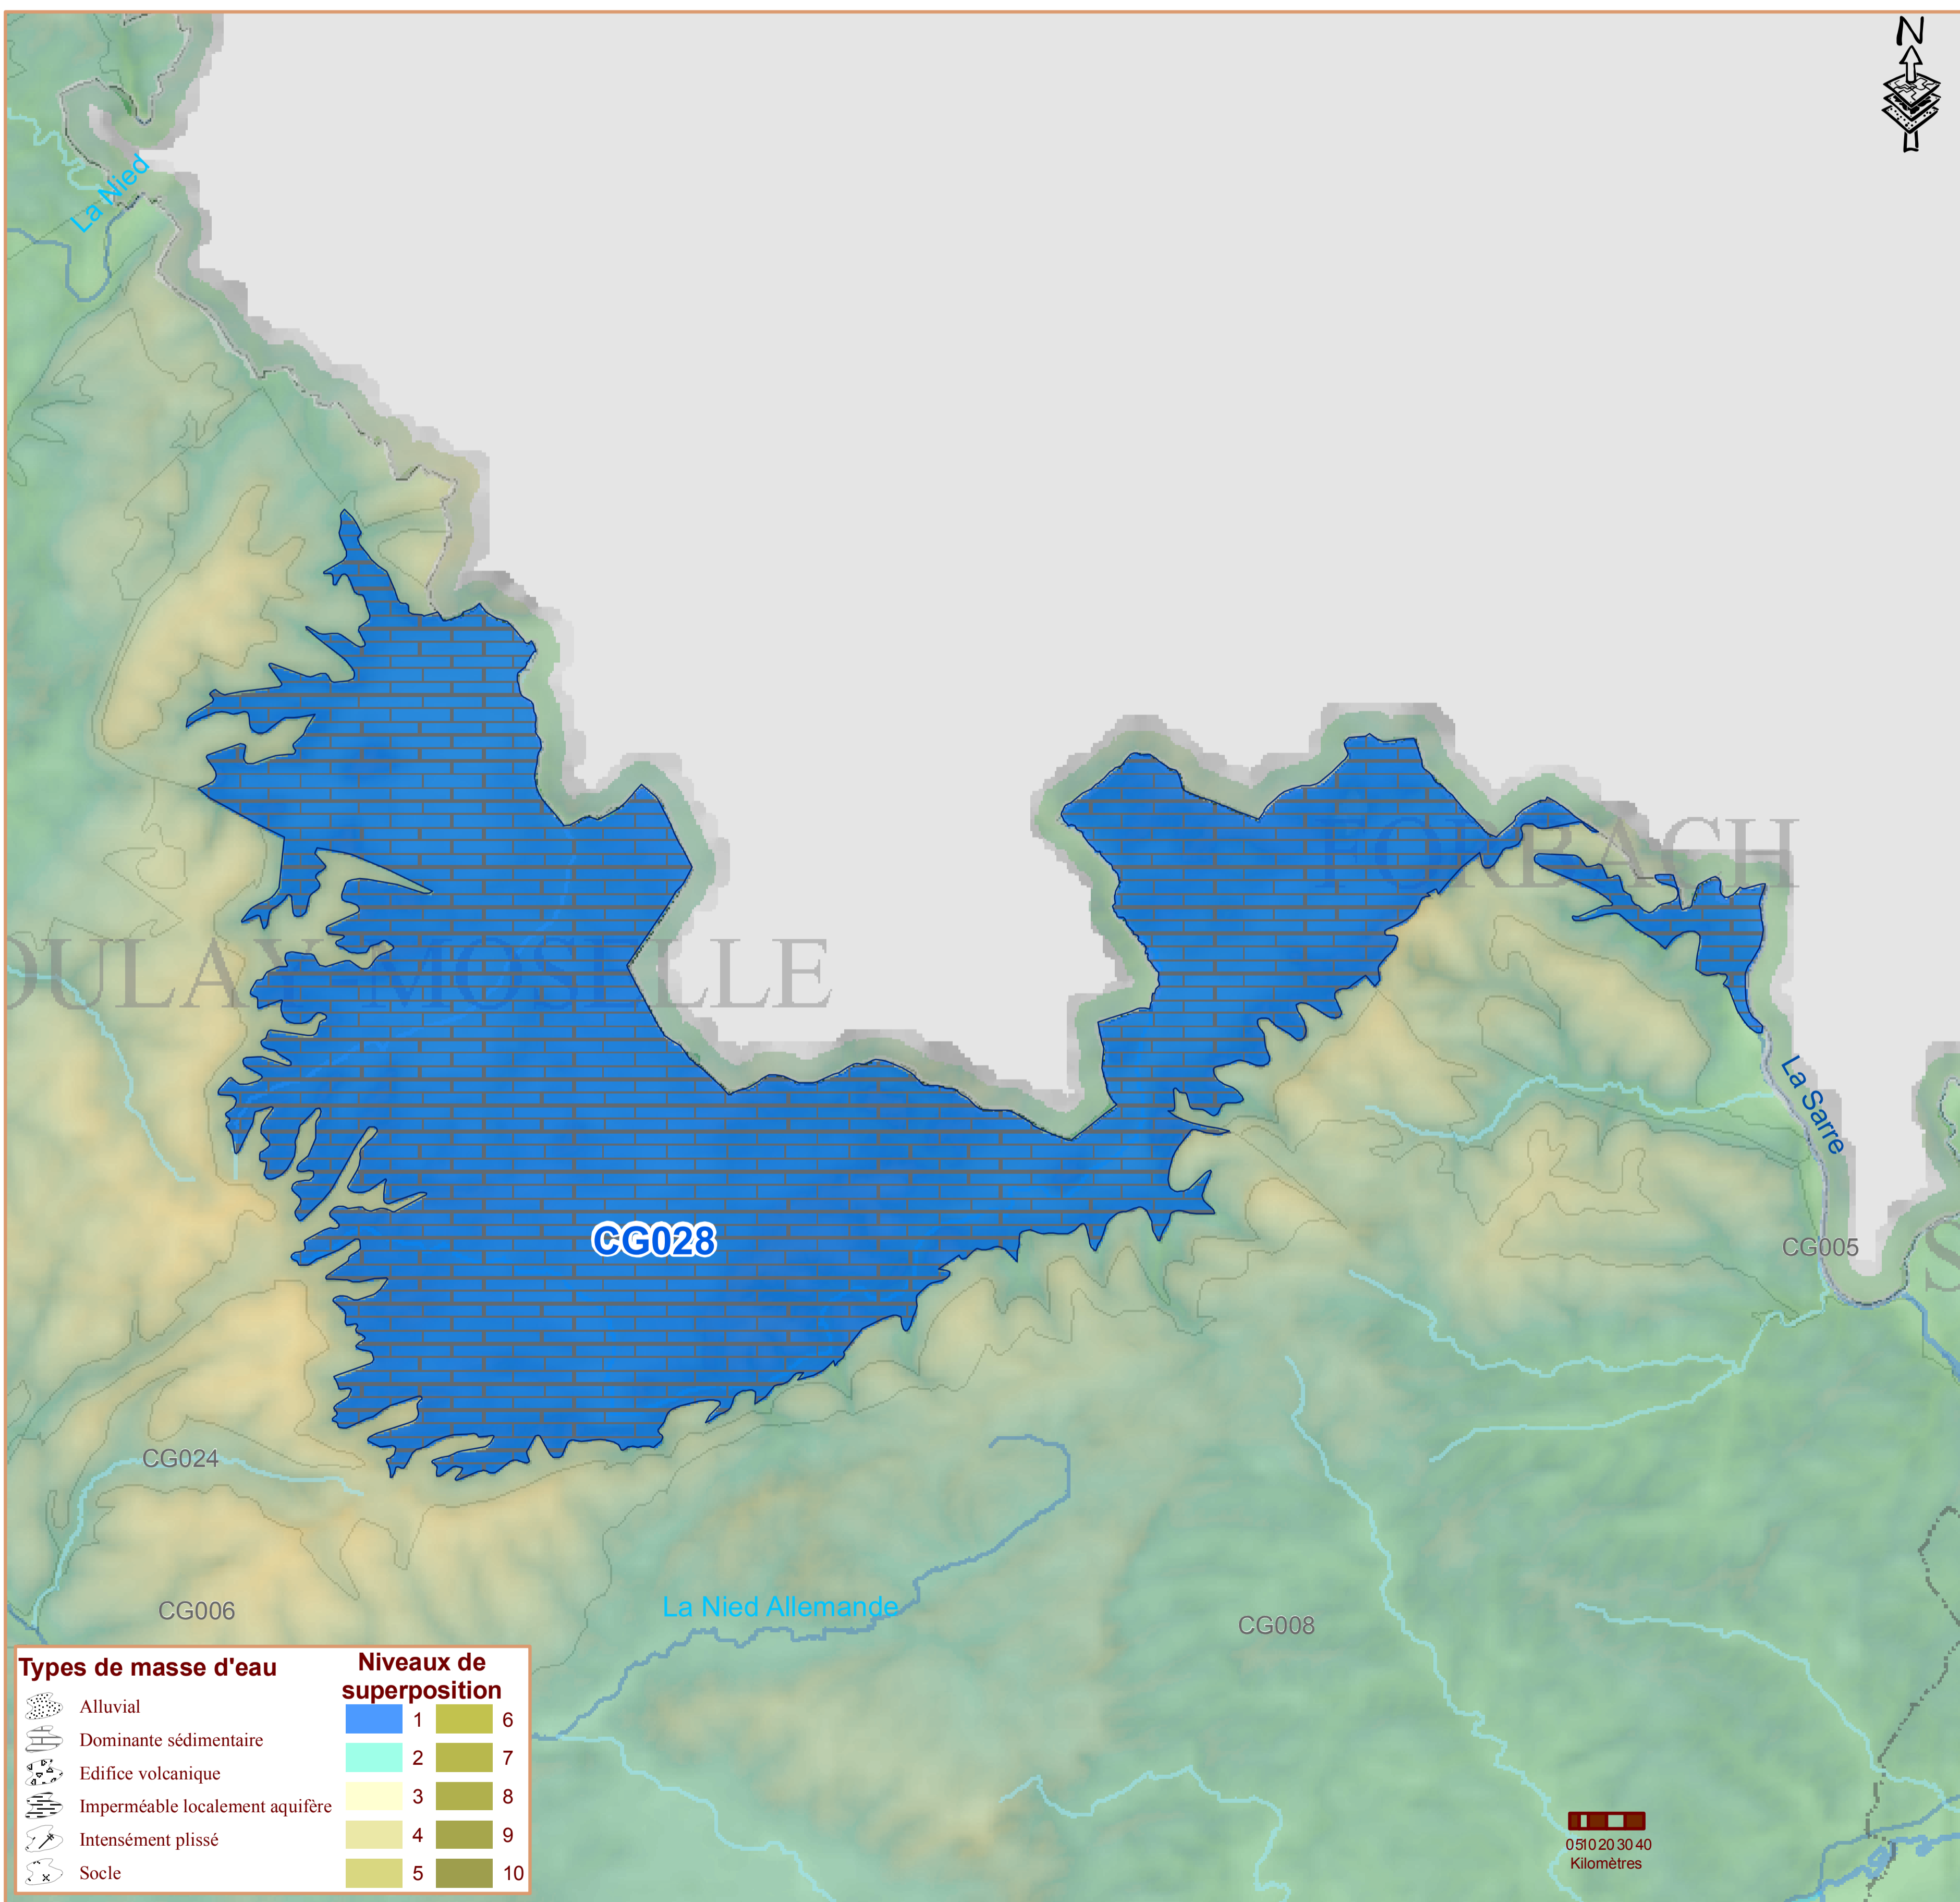 N
La Nied
FORBACH
OULAY-MOSELLE
La Sarre
CG028
CG005
S
CG024
CG006
La Nied Allemande
CG008
Types de masse d'eau
Alluvial
Dominante sédimentaire
Edifice volcanique
Imperméable localement aquifère
Intensément plissé
Socle
Niveaux de
superposition
1 6
2 7
3 8
4 9
5 10
0 5 10 20 30 40
Kilomètres